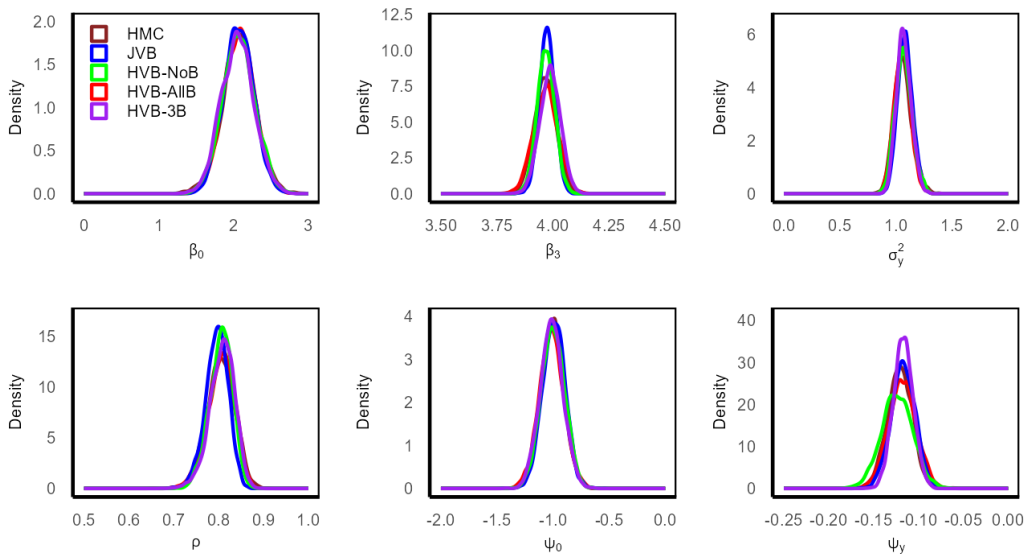 2.0
1.5
1.0
0.5
0.0
Density
HMC
JVB
HVB-NoB
HVB-AllB
HVB-3B
0 1 2 3
β₀
12.5
10.0
7.5
5.0
2.5
0.0
Density
3.50 3.75 4.00 4.25 4.50
β₃
6
4
2
0
Density
0.0 0.5 1.0 1.5 2.0
σ²y
15
10
5
0
Density
0.5 0.6 0.7 0.8 0.9 1.0
ρ
4
3
2
1
0
Density
-2.0 -1.5 -1.0 -0.5 0.0
ψ₀
40
30
20
10
0
Density
-0.25 -0.20 -0.15 -0.10 -0.05 0.00
ψy